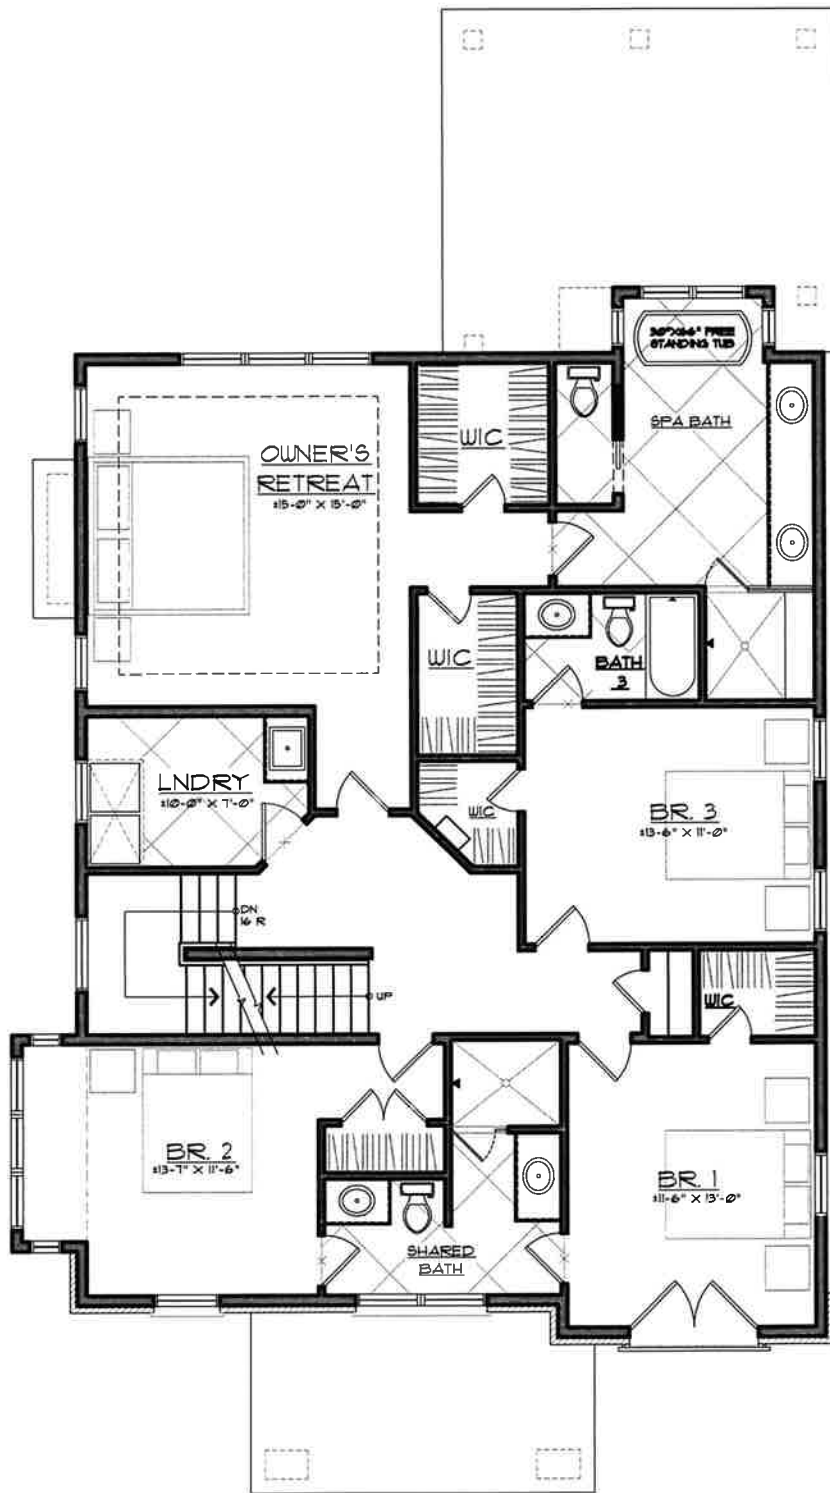 30"X66" FREE
STANDING TUB
SPA BATH
WIC
OWNER'S
RETREAT
±15'-0" X 15'-0"
WIC
BATH
3
LNDRY
±10'-0" X 7'-0"
WIC
BR. 3
±13'-6" X 11'-0"
DN
16 R
UP
WIC
BR. 2
±13'-7" X 11'-6"
BR. 1
±11'-6" X 13'-0"
SHARED
BATH